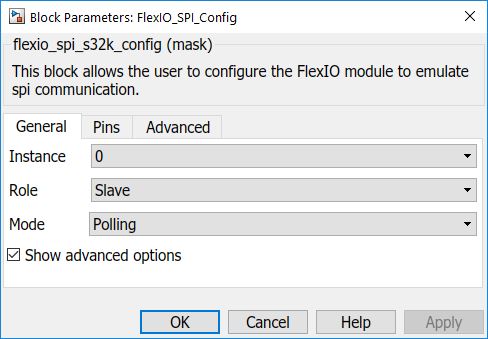 Block Parameters: FlexIO_SPI_Config
flexio_spi_s32k_config (mask)
This block allows the user to configure the FlexIO module to emulate
spi communication.
General Pins Advanced
Instance 0
Role Slave
Mode Polling
Show advanced options
OK Cancel Help Apply